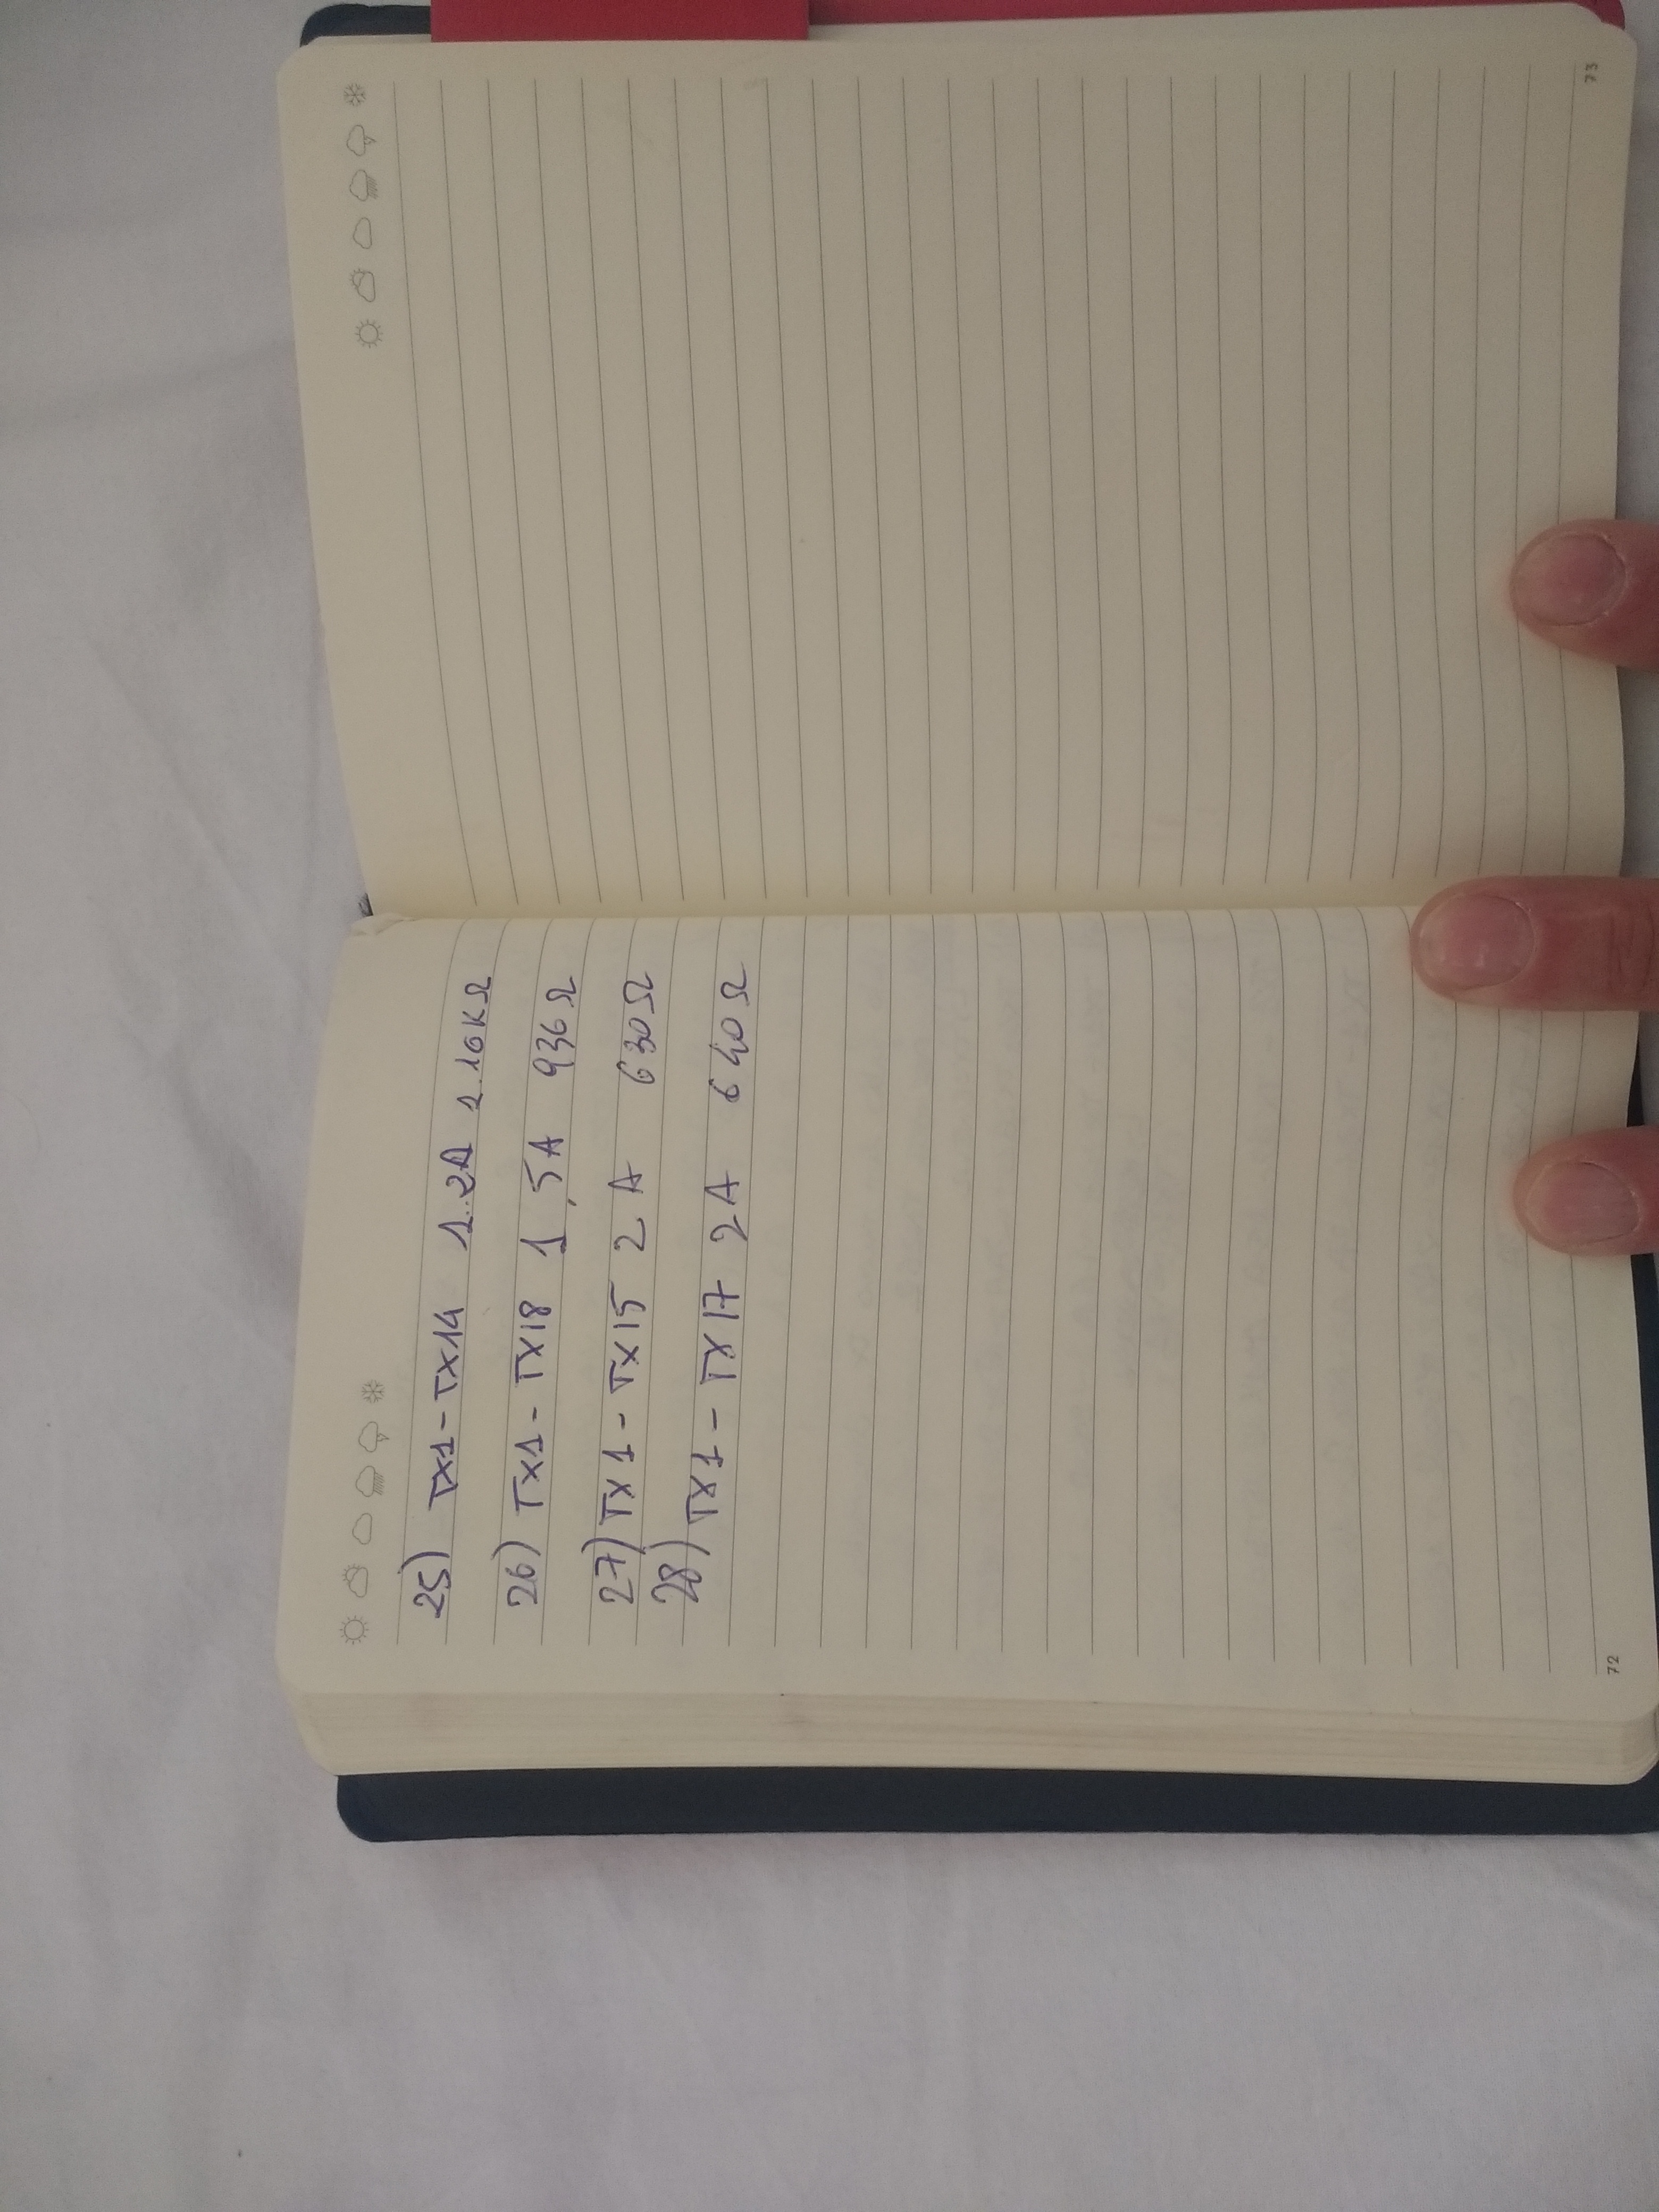 25) TX1-TX14 1.2A 1.10KΩ
26) TX1- TX18 1,5A 936Ω
27) TX1- TX15 2 A 630Ω
28) TX1- TX17 2A 640Ω
72
73